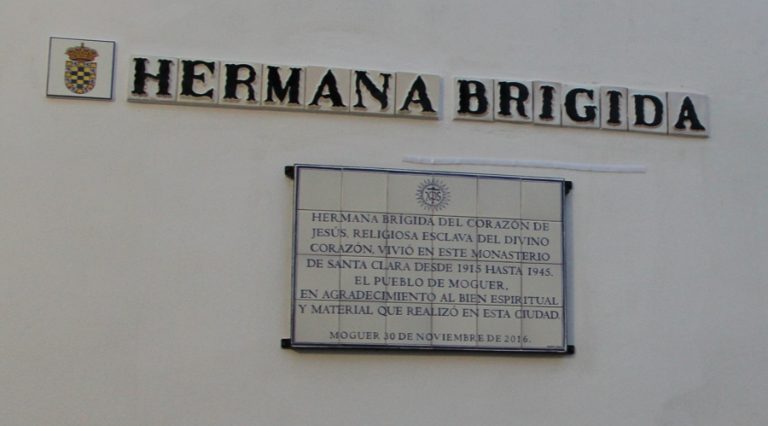 HERMANA BRIGIDA
JHS
HERMANA BRÍGIDA DEL CORAZÓN DE
JESÚS, RELIGIOSA ESCLAVA DEL DIVINO
CORAZÓN, VIVIÓ EN ESTE MONASTERIO
DE SANTA CLARA DESDE 1915 HASTA 1945.
EL PUEBLO DE MOGUER,
EN AGRADECIMIENTO AL BIEN ESPIRITUAL
Y MATERIAL QUE REALIZÓ EN ESTA CIUDAD.
MOGUER 30 DE NOVIEMBRE DE 2016.